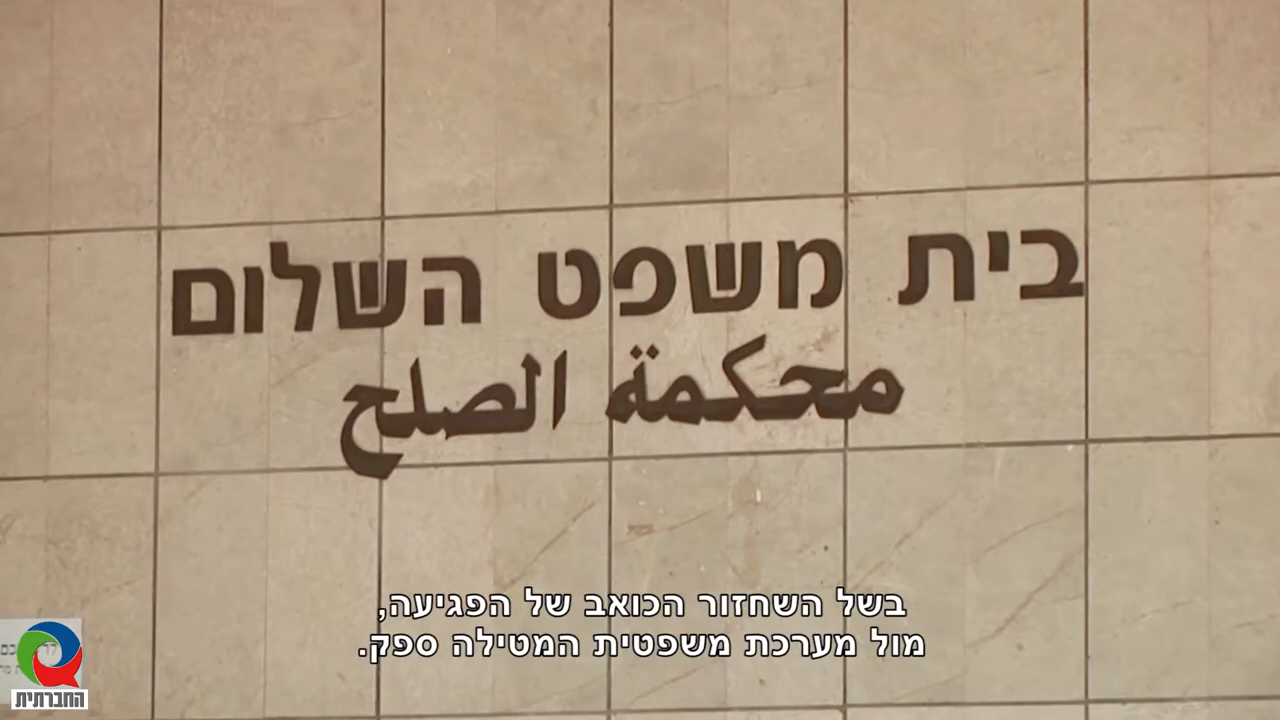 בית משפט השלום
محكمة الصلح
בשל השחזור הכואב של הפגיעה,
מול מערכת משפטית המטילה ספק.
החברתית